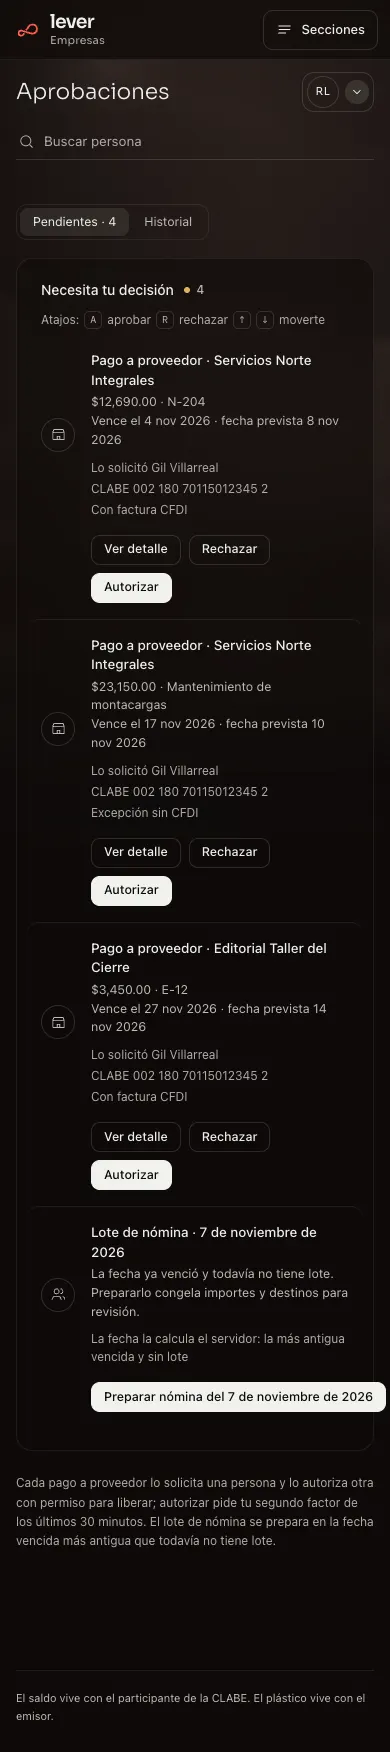 lever
Empresas
Secciones
Aprobaciones
RL
Buscar persona
Pendientes · 4
Historial
Necesita tu decisión
4
Atajos: A aprobar R rechazar ↑ ↓ moverte
Pago a proveedor · Servicios Norte
Integrales
$12,690.00 · N-204
Vence el 4 nov 2026 · fecha prevista 8 nov
2026
Lo solicitó Gil Villarreal
CLABE 002 180 70115012345 2
Con factura CFDI
Ver detalle
Rechazar
Autorizar
Pago a proveedor · Servicios Norte
Integrales
$23,150.00 · Mantenimiento de
montacargas
Vence el 17 nov 2026 · fecha prevista 10
nov 2026
Lo solicitó Gil Villarreal
CLABE 002 180 70115012345 2
Excepción sin CFDI
Ver detalle
Rechazar
Autorizar
Pago a proveedor · Editorial Taller del
Cierre
$3,450.00 · E-12
Vence el 27 nov 2026 · fecha prevista 14
nov 2026
Lo solicitó Gil Villarreal
CLABE 002 180 70115012345 2
Con factura CFDI
Ver detalle
Rechazar
Autorizar
Lote de nómina · 7 de noviembre de
2026
La fecha ya venció y todavía no tiene lote.
Prepararlo congela importes y destinos para
revisión.
La fecha la calcula el servidor: la más antigua
vencida y sin lote
Preparar nómina del 7 de noviembre de 2026
Cada pago a proveedor lo solicita una persona y lo autoriza otra
con permiso para liberar; autorizar pide tu segundo factor de
los últimos 30 minutos. El lote de nómina se prepara en la fecha
vencida más antigua que todavía no tiene lote.
El saldo vive con el participante de la CLABE. El plástico vive con el
emisor.